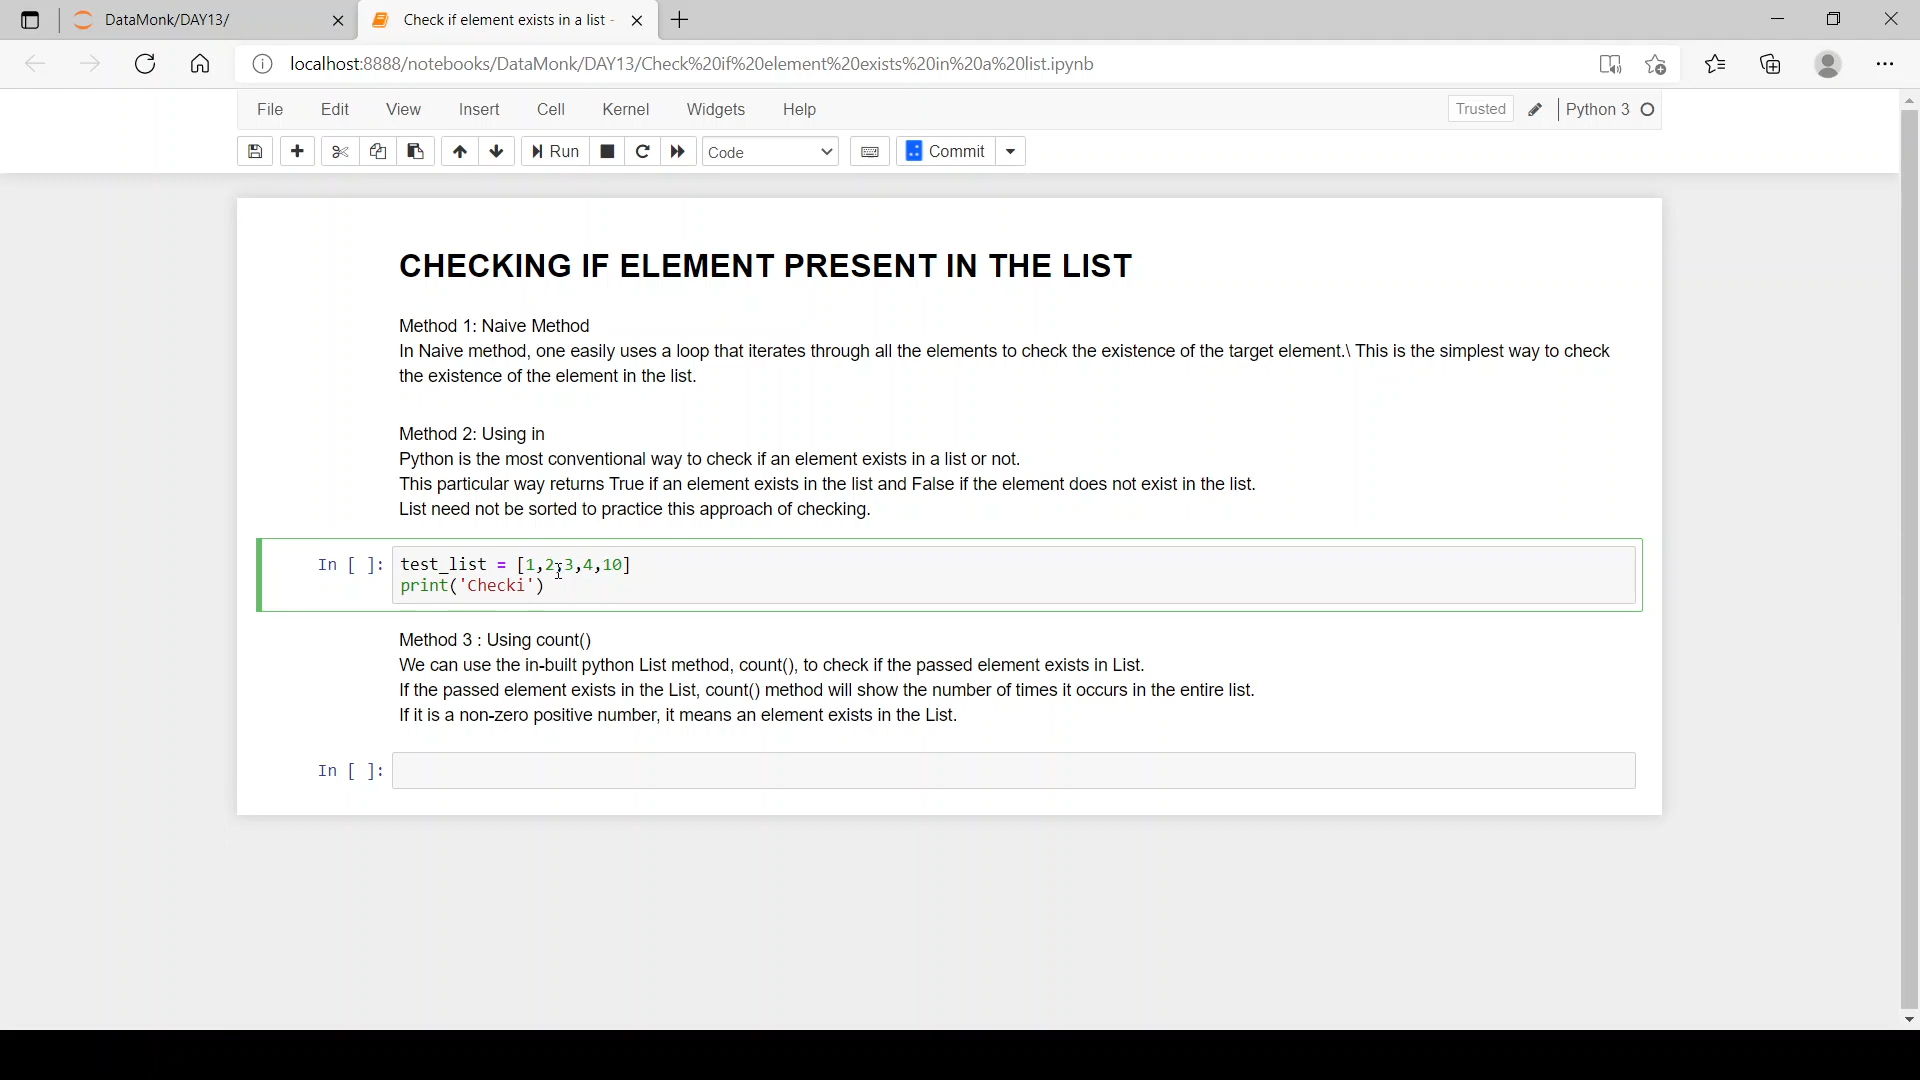 DataMonk/DAY13/
Check if element exists in a list -
localhost:8888/notebooks/DataMonk/DAY13/Check%20if%20element%20exists%20in%20a%20list.ipynb
File Edit View Insert Cell Kernel Widgets Help Trusted Python 3
Run Code Commit
CHECKING IF ELEMENT PRESENT IN THE LIST
Method 1: Naive Method
In Naive method, one easily uses a loop that iterates through all the elements to check the existence of the target element.\ This is the simplest way to check
the existence of the element in the list.
Method 2: Using in
Python is the most conventional way to check if an element exists in a list or not.
This particular way returns True if an element exists in the list and False if the element does not exist in the list.
List need not be sorted to practice this approach of checking.
In [ ]: test_list = [1,2,3,4,10]
print('Checki')
Method 3 : Using count()
We can use the in-built python List method, count(), to check if the passed element exists in List.
If the passed element exists in the List, count() method will show the number of times it occurs in the entire list.
If it is a non-zero positive number, it means an element exists in the List.
In [ ]: